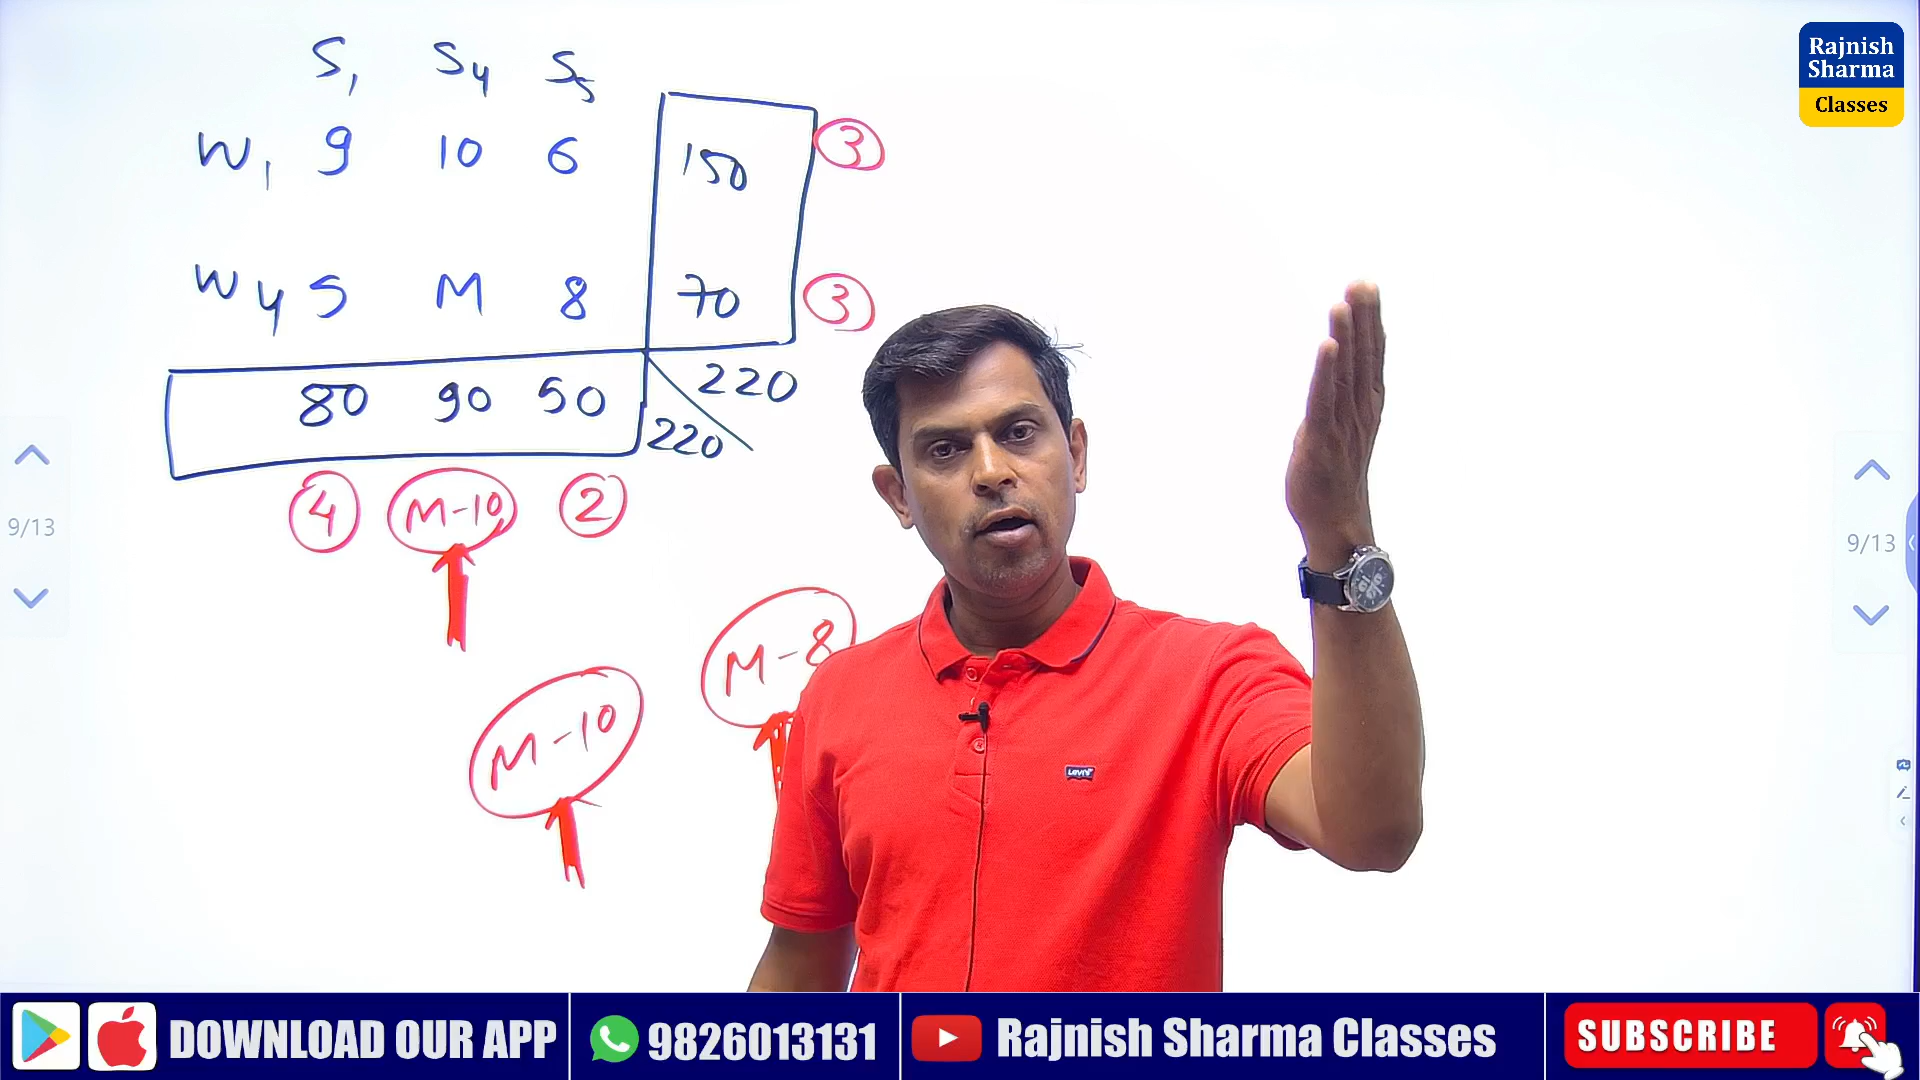 S1 S4 S5
W1 9 10 6 150 3
W4 5 M 8 70 3
80 90 50 220
220
4 M-10 2
M-8
M-10
Rajnish
Sharma
Classes
9/13
9/13
Levi's
DOWNLOAD OUR APP 9826013131 Rajnish Sharma Classes SUBSCRIBE